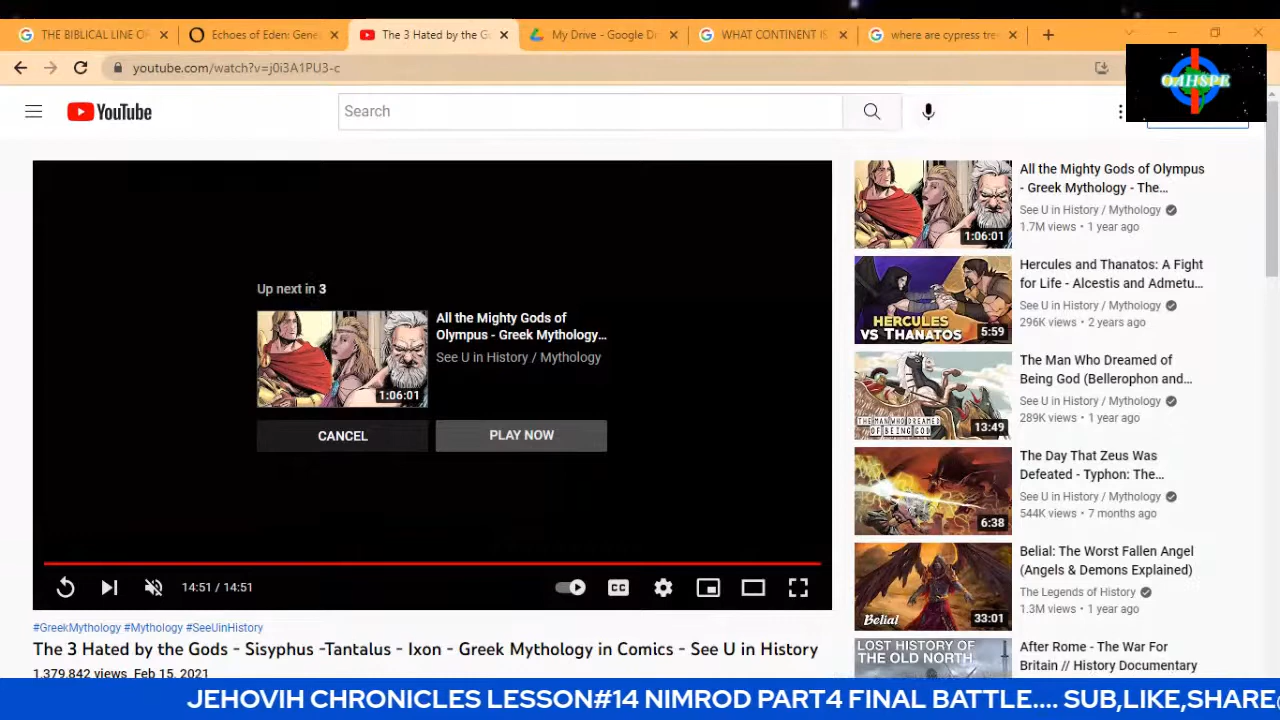 THE BIBLICAL LINE O
Echoes of Eden: Gene
The 3 Hated by the G
My Drive - Google D
WHAT CONTINENT IS
where are cypress tre
youtube.com/watch?v=j0i3A1PU3-c
OAHSPE
YouTube
Search
Up next in 3
All the Mighty Gods of
Olympus - Greek Mythology...
See U in History / Mythology
1:06:01
CANCEL
PLAY NOW
14:51 / 14:51
CC
#GreekMythology #Mythology #SeeUinHistory
The 3 Hated by the Gods - Sisyphus -Tantalus - Ixon - Greek Mythology in Comics - See U in History
1,379,842 views Feb 15, 2021
1:06:01
All the Mighty Gods of Olympus
- Greek Mythology - The...
See U in History / Mythology
1.7M views • 1 year ago
HERCULES
VS THANATOS
5:59
Hercules and Thanatos: A Fight
for Life - Alcestis and Admetu...
See U in History / Mythology
296K views • 2 years ago
THE MAN WHO DREAMED
OF BEING GOD
13:49
The Man Who Dreamed of
Being God (Bellerophon and...
See U in History / Mythology
289K views • 1 year ago
6:38
The Day That Zeus Was
Defeated - Typhon: The...
See U in History / Mythology
544K views • 7 months ago
Belial
33:01
Belial: The Worst Fallen Angel
(Angels & Demons Explained)
The Legends of History
1.3M views • 1 year ago
LOST HISTORY OF
THE OLD NORTH
After Rome - The War For
Britain // History Documentary
JEHOVIH CHRONICLES LESSON#14 NIMROD PART4 FINAL BATTLE.... SUB,LIKE,SHARE